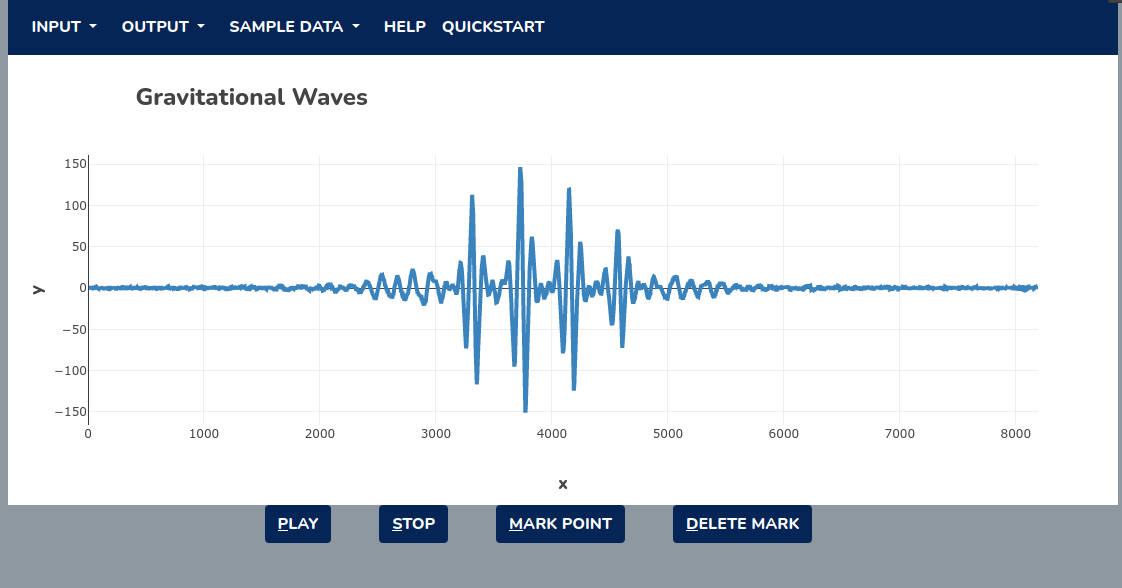 INPUT OUTPUT SAMPLE DATA HELP QUICKSTART
Gravitational Waves
150
100
50
0
−50
−100
−150
y
0 1000 2000 3000 4000 5000 6000 7000 8000
x
PLAY STOP MARK POINT DELETE MARK